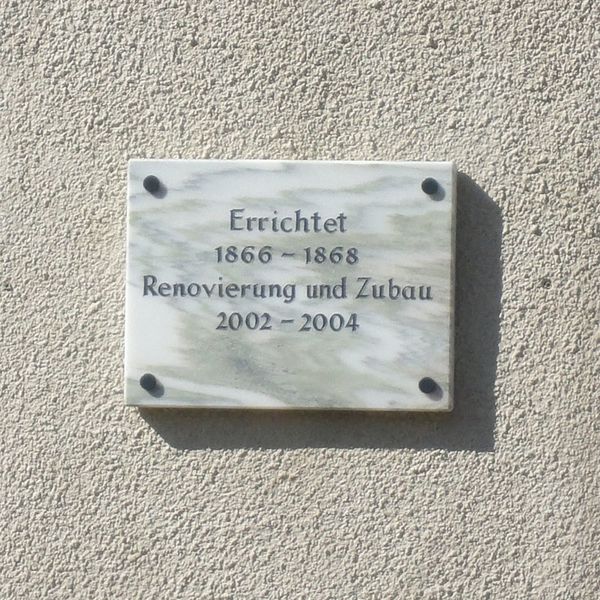 Errichtet
1866 – 1868
Renovierung und Zubau
2002 – 2004